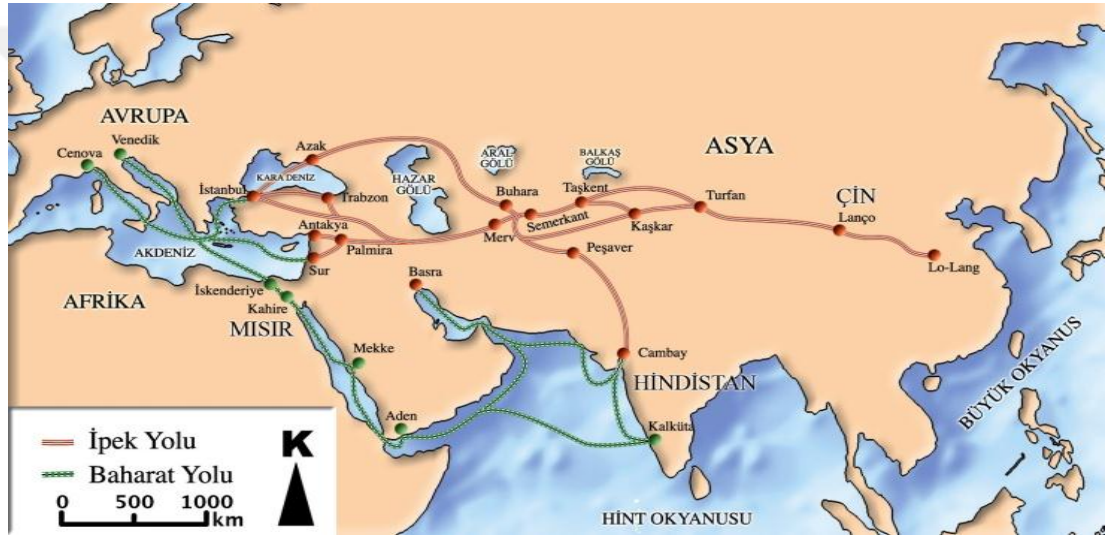 AVRUPA
Venedik
Cenova
Azak
KARA DENİZ
İstanbul
Trabzon
HAZAR
GÖLÜ
ARAL
GÖLÜ
BALKAŞ
GÖLÜ
ASYA
Buhara
Taşkent
Turfan
ÇİN
Semerkant
Lanço
Merv
Kaşkar
Antakya
Palmira
Peşaver
AKDENİZ
Sur
Basra
Lo-Lang
AFRİKA
İskenderiye
Kahire
MISIR
Mekke
Cambay
HİNDİSTAN
Aden
Kalküta
BÜYÜK OKYANUS
HİNT OKYANUSU
İpek Yolu
Baharat Yolu
K
0 500 1000
km